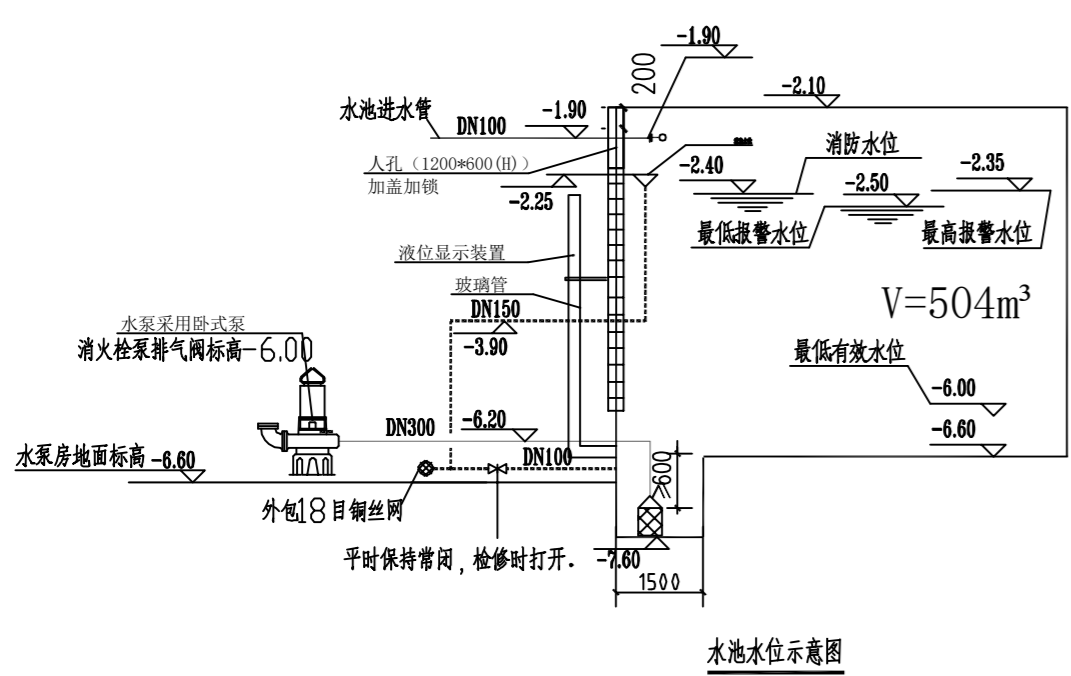 -1.90
200
-2.10
水池进水管
DN100
-1.90
人孔（1200*600(H)）
加盖加锁
-2.25
-2.40
消防水位
-2.50
-2.35
最低报警水位
最高报警水位
液位显示装置
玻璃管
DN150
-3.90
V=504m³
水泵采用卧式泵
消火栓泵排气阀标高-6.00
最低有效水位
-6.00
DN300
-6.20
-6.60
水泵房地面标高-6.60
DN100
≥600
外包18目铜丝网
平时保持常闭，检修时打开.
-7.60
1500
水池水位示意图